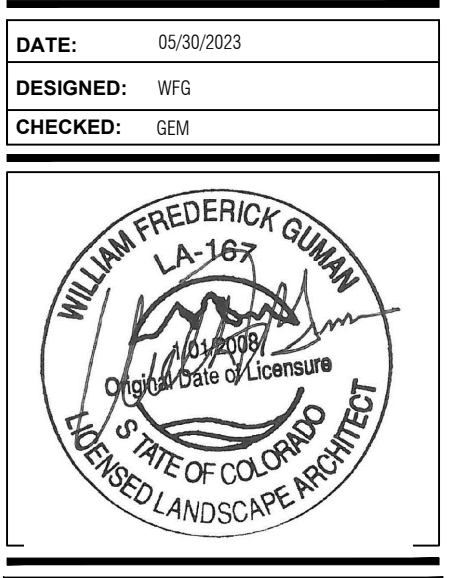 DATE: 05/30/2023
DESIGNED: WFG
CHECKED: GEM
WILLIAM FREDERICK GUMAN
LA-167
1/01/2008
Original Date of Licensure
STATE OF COLORADO
LICENSED LANDSCAPE ARCHITECT